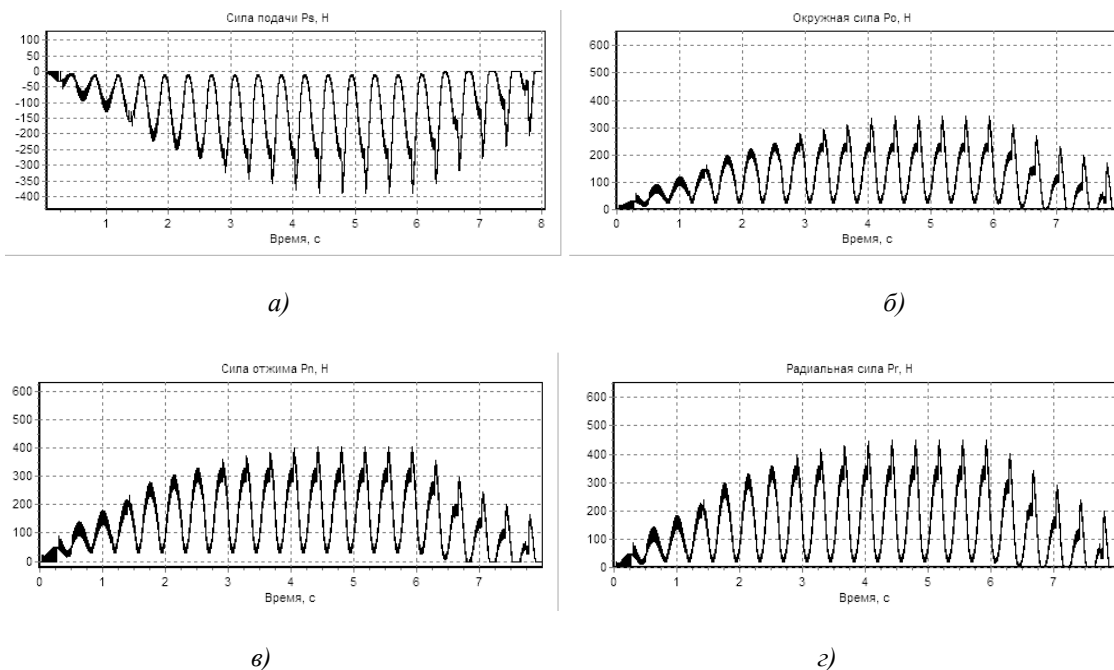 Сила подачи Ps, Н
100
50
0
-50
-100
-150
-200
-250
-300
-350
-400
1 2 3 4 5 6 7 8
Время, с
а)
Окружная сила Po, Н
600
500
400
300
200
100
0
0 1 2 3 4 5 6 7
Время, с
б)
Сила отжима Pn, Н
600
500
400
300
200
100
0
0 1 2 3 4 5 6 7
Время, с
в)
Радиальная сила Pr, Н
600
500
400
300
200
100
0
0 1 2 3 4 5 6 7
Время, с
г)